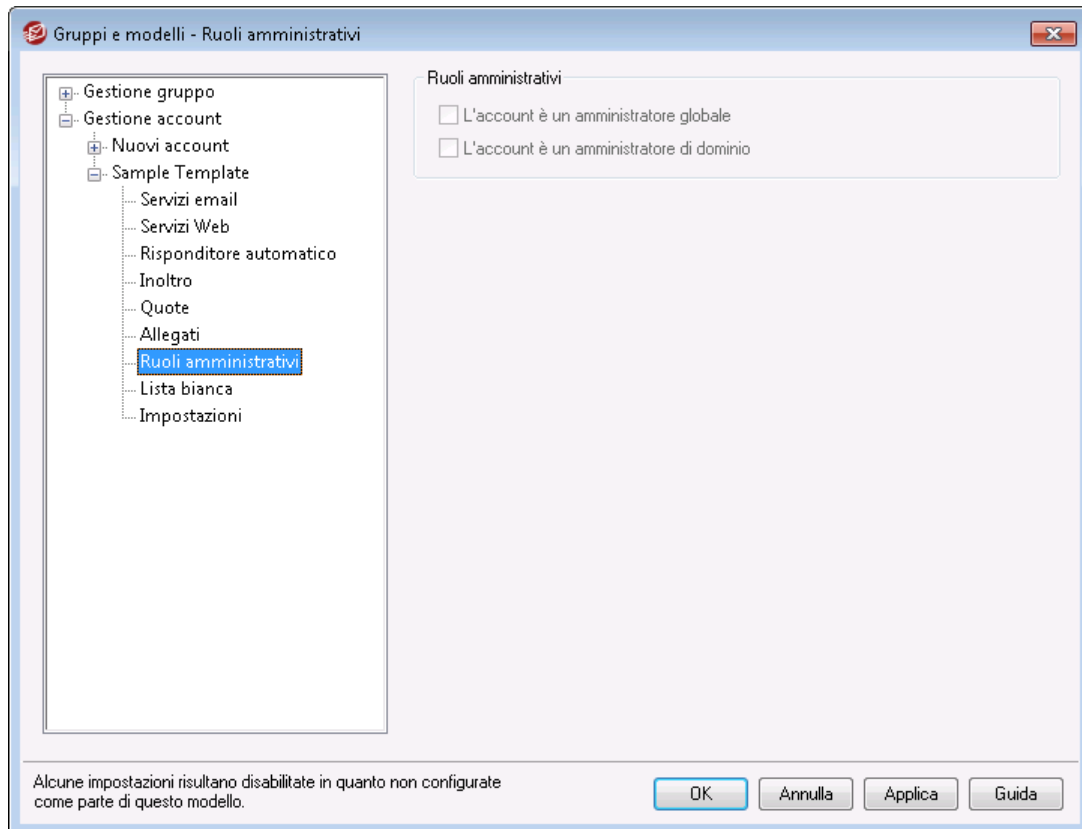 Gruppi e modelli - Ruoli amministrativi
Gestione gruppo
Gestione account
Nuovi account
Sample Template
Servizi email
Servizi Web
Risponditore automatico
Inoltro
Quote
Allegati
Ruoli amministrativi
Lista bianca
Impostazioni
Ruoli amministrativi
L'account è un amministratore globale
L'account è un amministratore di dominio
Alcune impostazioni risultano disabilitate in quanto non configurate
come parte di questo modello.
OK
Annulla
Applica
Guida